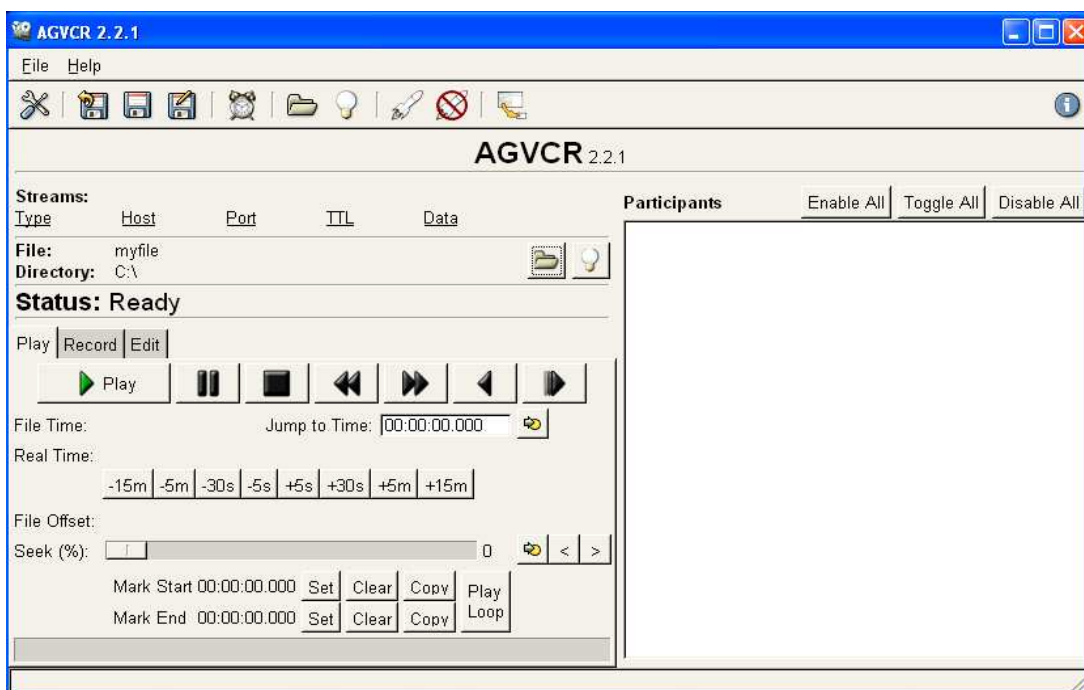 AGVCR 2.2.1
File Help
AGVCR 2.2.1
Streams:
Type Host Port TTL Data
File: myfile
Directory: C:\
Status: Ready
Play Record Edit
Play
File Time: Jump to Time: 00:00:00.000
Real Time:
-15m -5m -30s -5s +5s +30s +5m +15m
File Offset:
Seek (%): 0 < >
Mark Start 00:00:00.000 Set Clear Copy Play Loop
Mark End 00:00:00.000 Set Clear Copy
Participants Enable All Toggle All Disable All